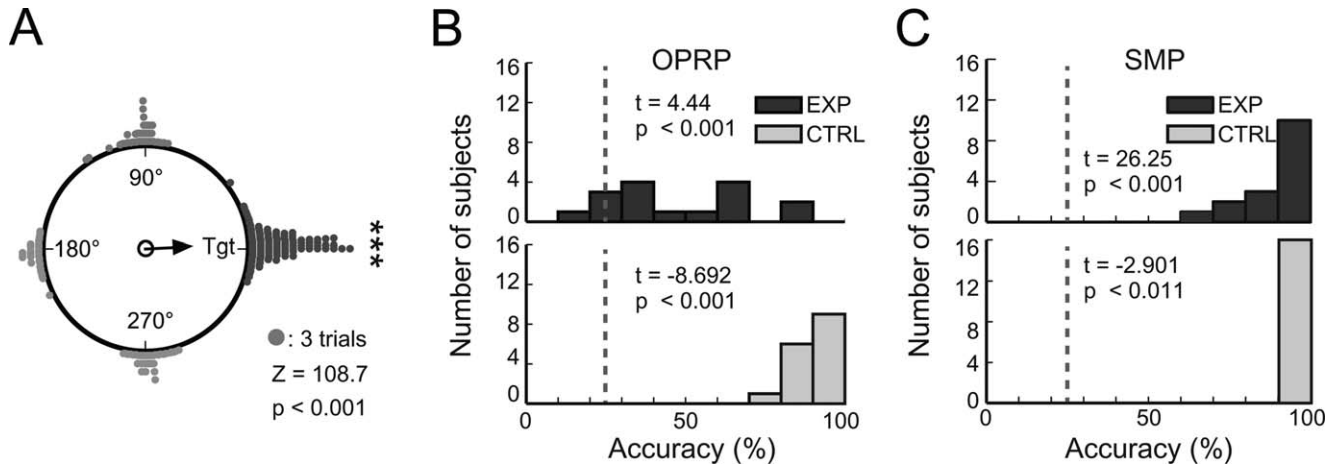 A
90°
180°
Tgt
270°
***
: 3 trials
Z = 108.7
p < 0.001
B
OPRP
16
12
8
4
0
t = 4.44
p < 0.001
EXP
CTRL
Number of subjects
16
12
8
4
0
t = -8.692
p < 0.001
0
50
100
Accuracy (%)
C
SMP
16
12
8
4
0
EXP
CTRL
t = 26.25
p < 0.001
Number of subjects
16
12
8
4
0
t = -2.901
p < 0.011
0
50
100
Accuracy (%)